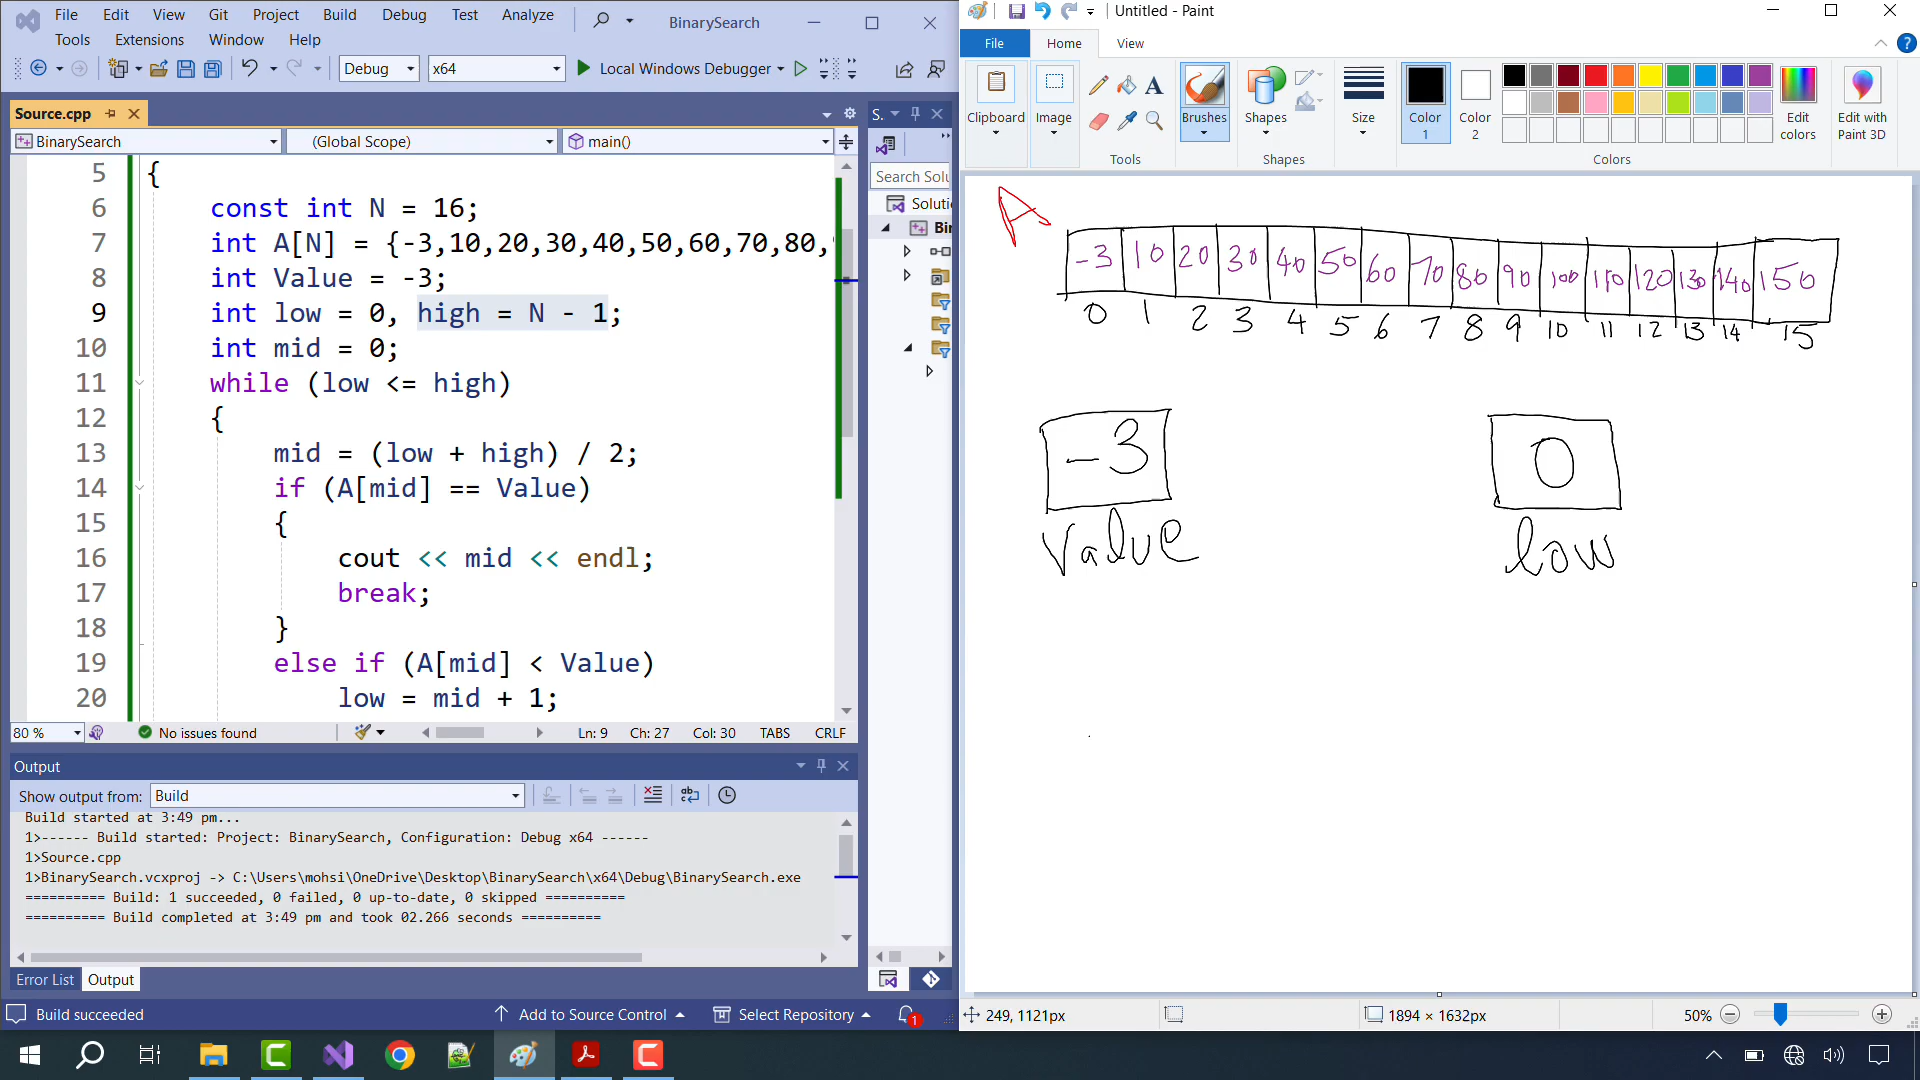 File Edit View Git Project Build Debug Test Analyze
BinarySearch
Tools Extensions Window Help
Debug x64 Local Windows Debugger
Source.cpp
S.
BinarySearch (Global Scope) main()
Search Solu
Soluti
Bin
5 {
6 const int N = 16;
7 int A[N] = {-3,10,20,30,40,50,60,70,80,
8 int Value = -3;
9 int low = 0, high = N - 1;
10 int mid = 0;
11 while (low <= high)
12 {
13 mid = (low + high) / 2;
14 if (A[mid] == Value)
15 {
16 cout << mid << endl;
17 break;
18 }
19 else if (A[mid] < Value)
20 low = mid + 1;
80 % No issues found Ln: 9 Ch: 27 Col: 30 TABS CRLF
Output
Show output from: Build
Build started at 3:49 pm...
1>------ Build started: Project: BinarySearch, Configuration: Debug x64 ------
1>Source.cpp
1>BinarySearch.vcxproj -> C:\Users\mohsi\OneDrive\Desktop\BinarySearch\x64\Debug\BinarySearch.exe
========== Build: 1 succeeded, 0 failed, 0 up-to-date, 0 skipped ==========
========== Build completed at 3:49 pm and took 02.266 seconds ==========
Error List Output
Build succeeded Add to Source Control Select Repository 1
Untitled - Paint
File Home View
Clipboard Image Brushes Shapes Size Color 1 Color 2 Edit colors Edit with Paint 3D
Tools Shapes Colors
A
-3 10 20 30 40 50 60 70 80 90 100 110 120 130 140 150
0 1 2 3 4 5 6 7 8 9 10 11 12 13 14 15
-3 0
Value low
249, 1121px 1894 × 1632px 50%